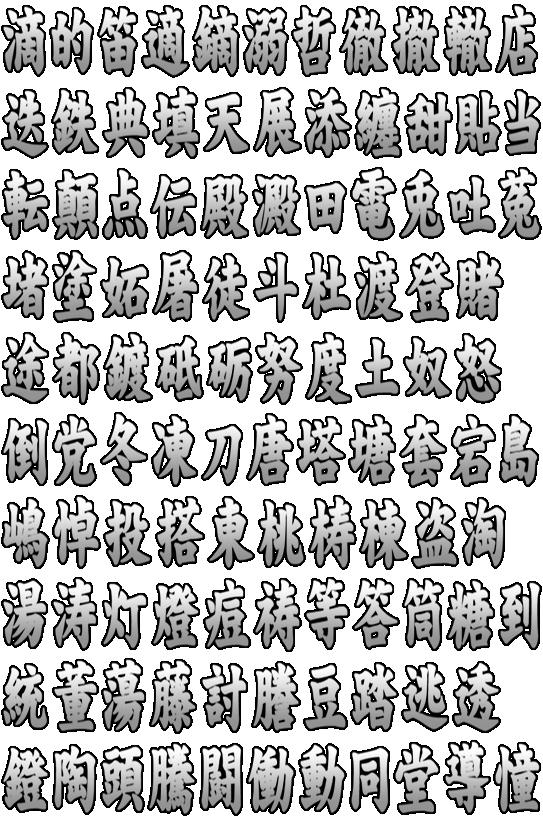 滴的笛適鏑溺哲徹撤轍店
迭鉄典填天展添纏甜貼当
転顛点伝殿澱田電兎吐菟
堵塗妬屠徒斗杜渡登賭
途都鍍砥砺努度土奴怒
倒党冬凍刀唐塔塘套宕島
嶋悼投搭東桃梼棟盗淘
湯涛灯燈痘祷等答筒糖到
統董蕩藤討謄豆踏逃透
鐙陶頭騰闘働動同堂導憧